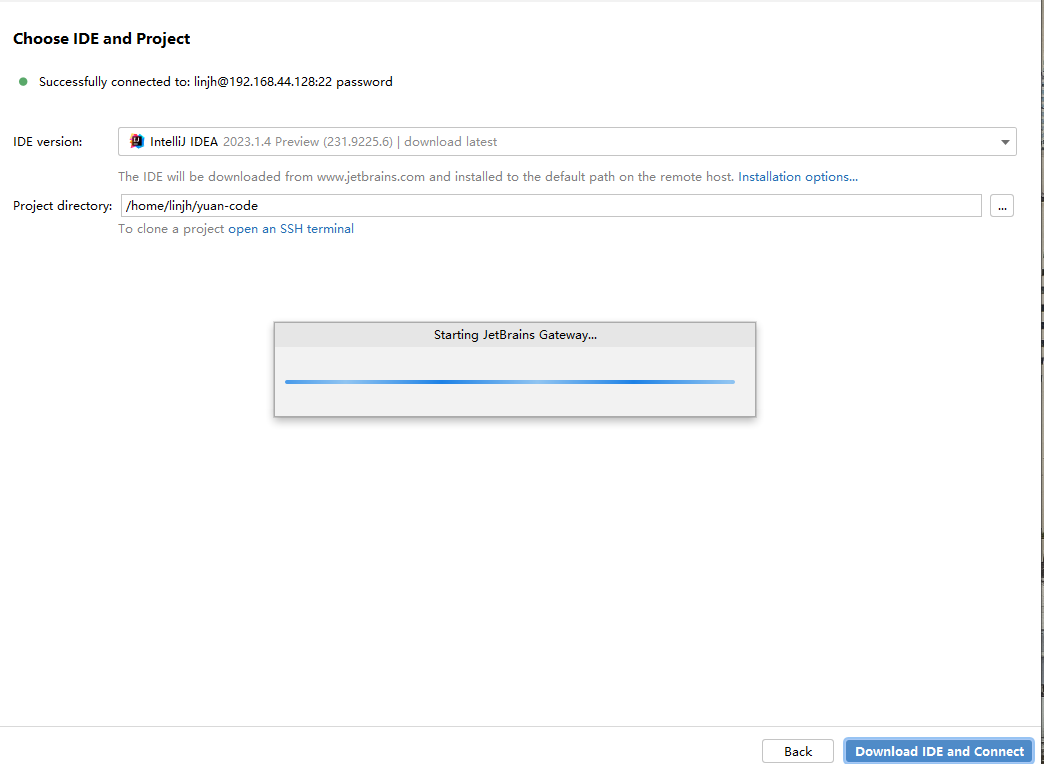 Choose IDE and Project
Successfully connected to: linjh@192.168.44.128:22 password
IDE version: IntelliJ IDEA 2023.1.4 Preview (231.9225.6) | download latest
The IDE will be downloaded from www.jetbrains.com and installed to the default path on the remote host. Installation options...
Project directory: /home/linjh/yuan-code ...
To clone a project open an SSH terminal
Starting JetBrains Gateway...
Back Download IDE and Connect